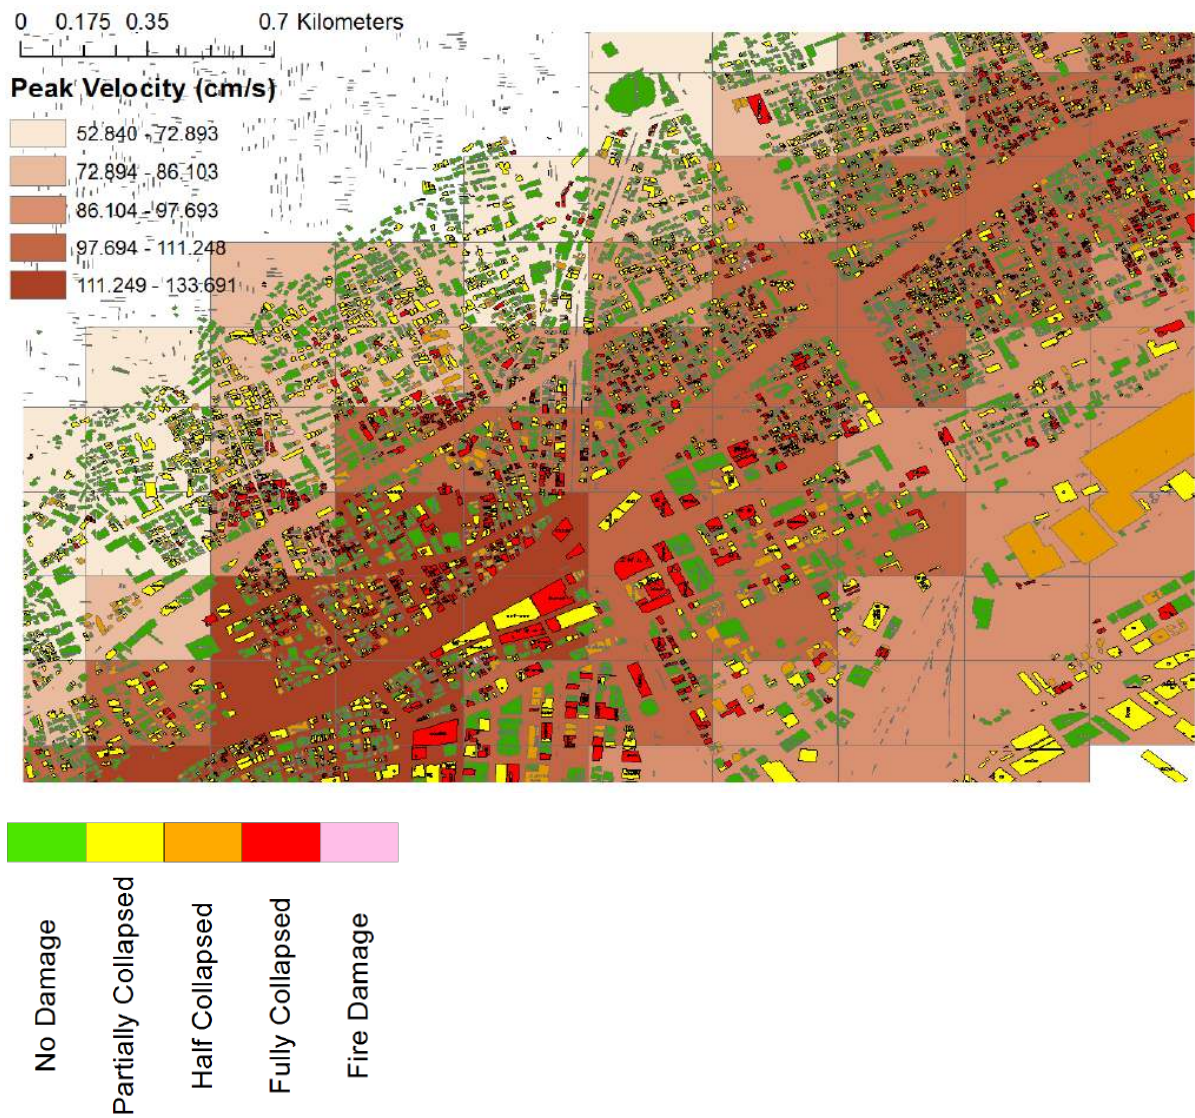 0 0.175 0.35 0.7 Kilometers
Peak Velocity (cm/s)
52.840 - 72.893
72.894 - 86.103
86.104 - 97.693
97.694 - 111.248
111.249 - 133.691
No Damage
Partially Collapsed
Half Collapsed
Fully Collapsed
Fire Damage